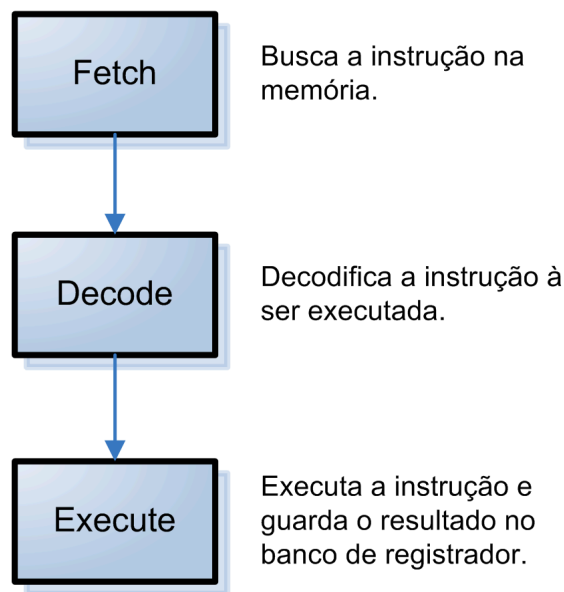 Fetch
Busca a instrução na
memória.
Decode
Decodifica a instrução à
ser executada.
Execute
Executa a instrução e
guarda o resultado no
banco de registrador.